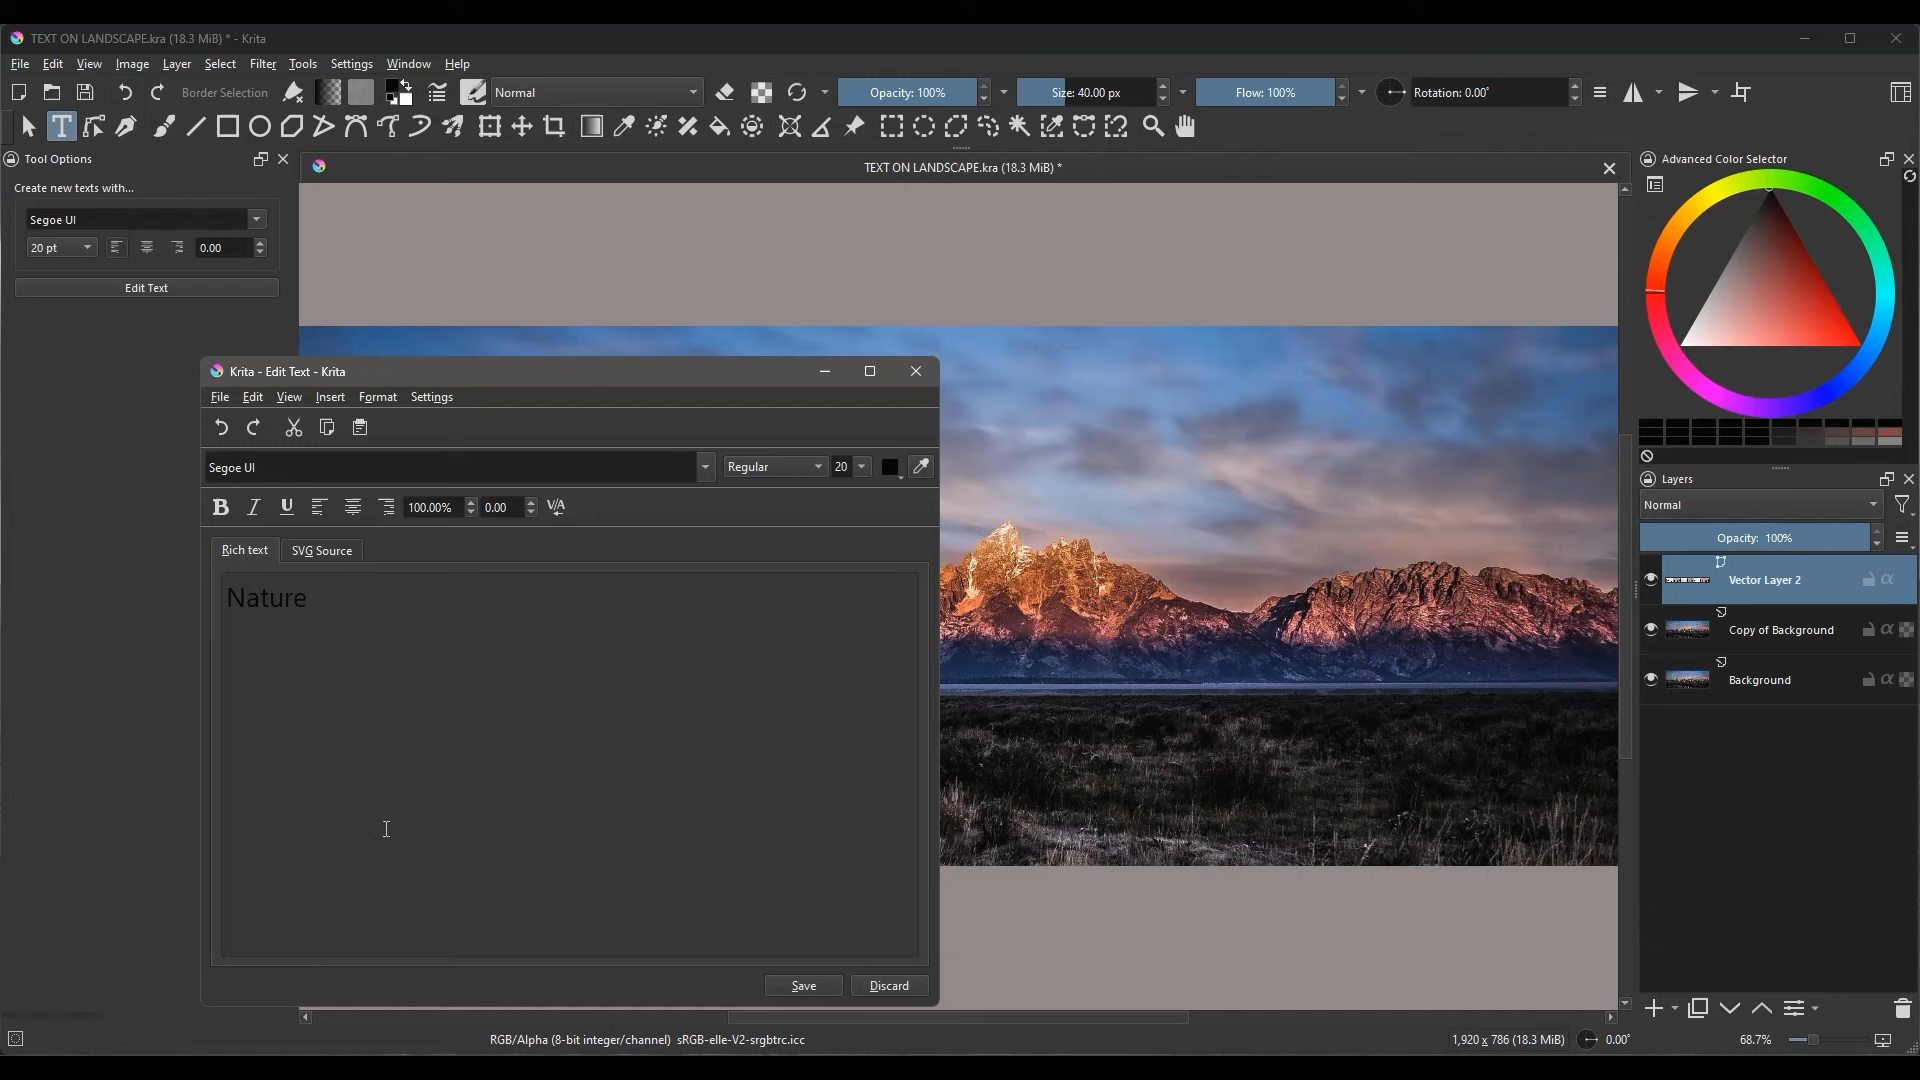 TEXT ON LANDSCAPE.kra (18.3 MiB) * - Krita
File Edit View Image Layer Select Filter Tools Settings Window Help
Border Selection Normal Opacity: 100% Size: 40.00 px Flow: 100% Rotation: 0.00°
Tool Options
Create new texts with...
Segoe UI
20 pt 0.00
Edit Text
TEXT ON LANDSCAPE.kra (18.3 MiB) *
Krita - Edit Text - Krita
File Edit View Insert Format Settings
Segoe UI Regular 20
B I U 100.00% 0.00 V/A
Rich text SVG Source
Nature
Save Discard
Advanced Color Selector
Layers
Normal
Opacity: 100%
Vector Layer 2
Copy of Background
Background
RGB/Alpha (8-bit integer/channel) sRGB-elle-V2-srgbtrc.icc 1,920 x 786 (18.3 MiB) 0.00° 68.7%